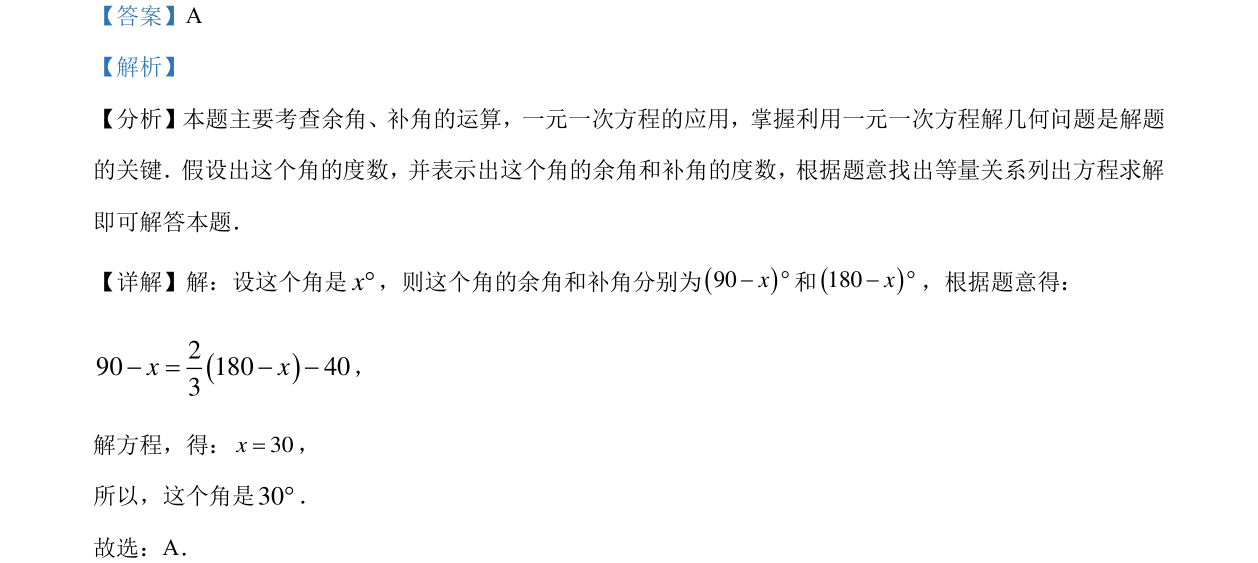 【答案】A
【解析】
【分析】本题主要考查余角、补角的运算，一元一次方程的应用，掌握利用一元一次方程解几何问题是解题
的关键．假设出这个角的度数，并表示出这个角的余角和补角的度数，根据题意找出等量关系列出方程求解
即可解答本题．
【详解】解：设这个角是 x°，则这个角的余角和补角分别为(90−x)°和(180−x)°，根据题意得：
90−x=\frac{2}{3}(180−x)−40，
解方程，得：x=30，
所以，这个角是30°．
故选：A．